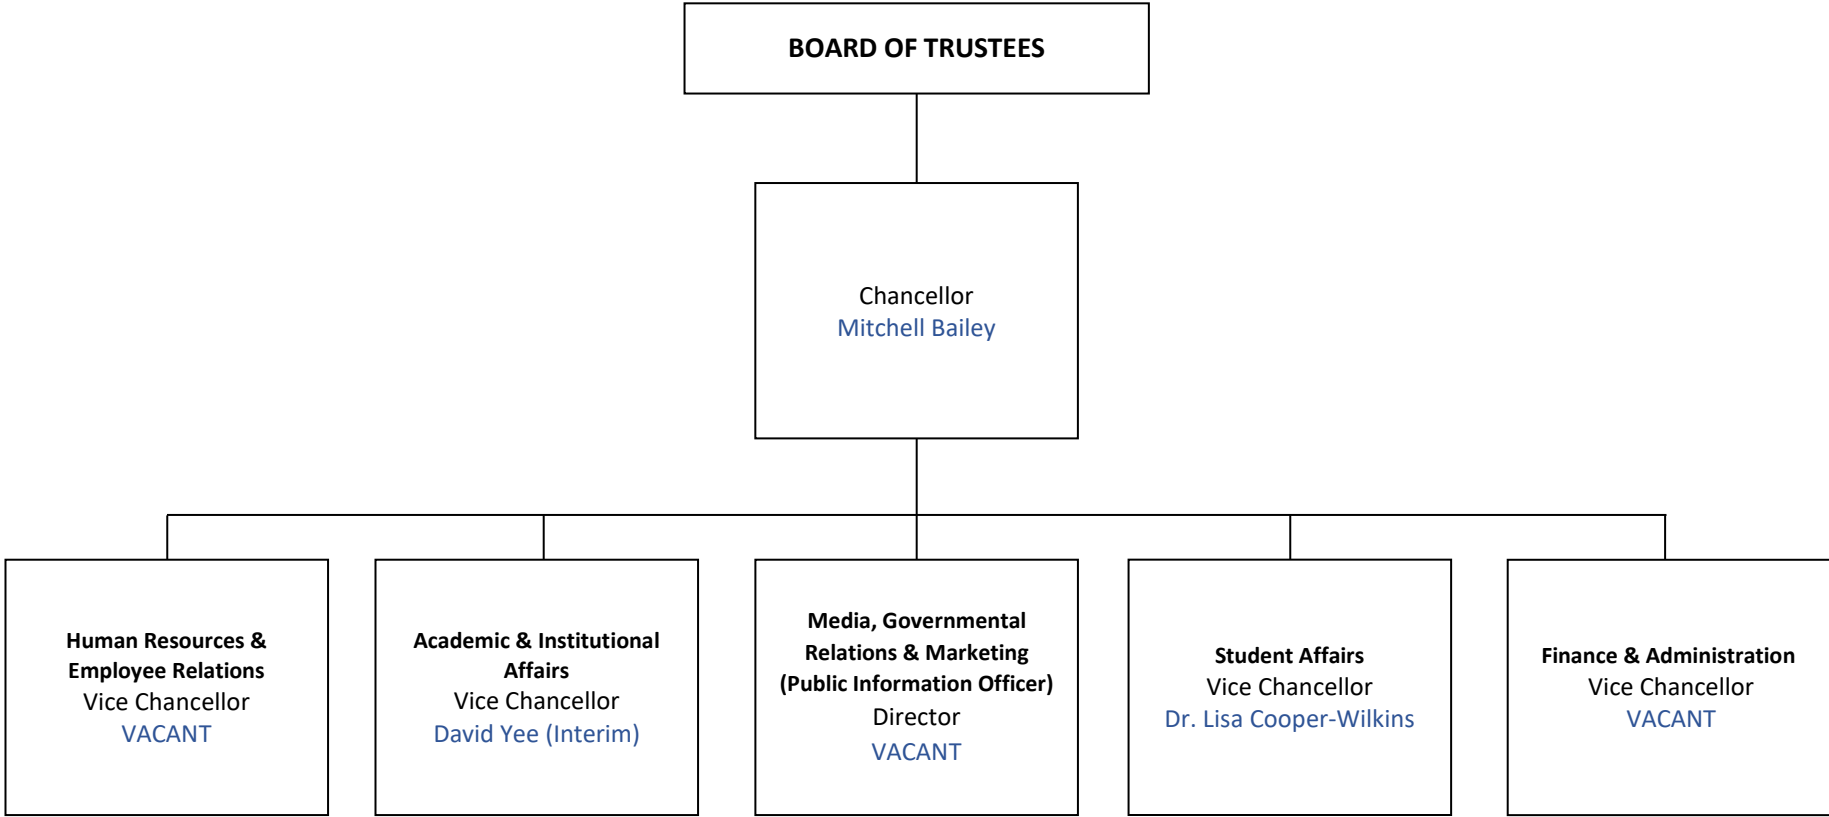 BOARD OF TRUSTEES
Chancellor
Mitchell Bailey
Human Resources &
Employee Relations
Vice Chancellor
VACANT
Academic & Institutional
Affairs
Vice Chancellor
David Yee (Interim)
Media, Governmental
Relations & Marketing
(Public Information Officer)
Director
VACANT
Student Affairs
Vice Chancellor
Dr. Lisa Cooper-Wilkins
Finance & Administration
Vice Chancellor
VACANT